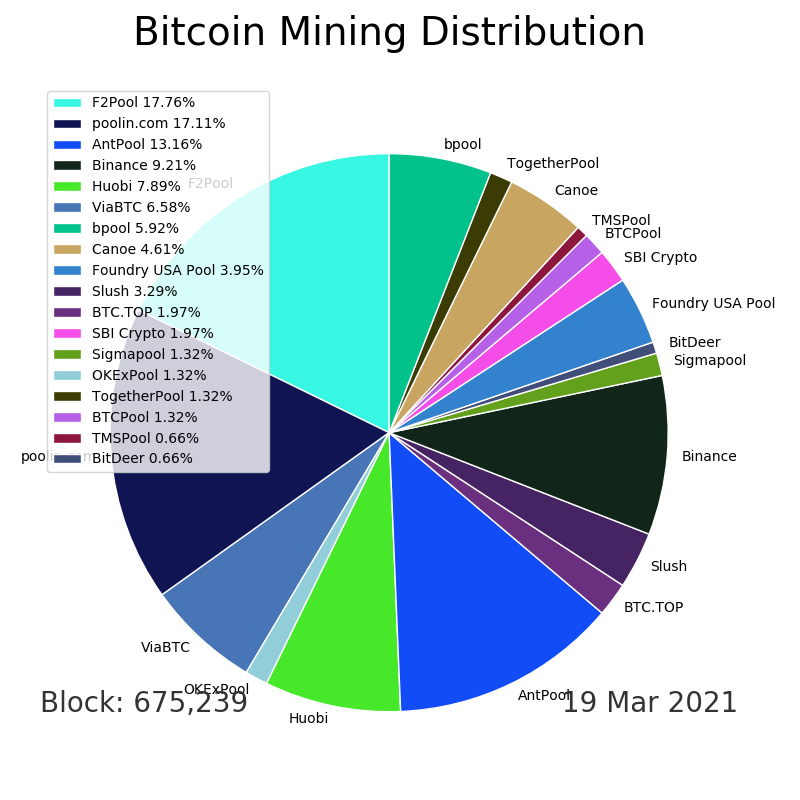 Bitcoin Mining Distribution
F2Pool 17.76%
poolin.com 17.11%
AntPool 13.16%
Binance 9.21%
Huobi 7.89%
ViaBTC 6.58%
bpool 5.92%
Canoe 4.61%
Foundry USA Pool 3.95%
Slush 3.29%
BTC.TOP 1.97%
SBI Crypto 1.97%
Sigmapool 1.32%
OKExPool 1.32%
TogetherPool 1.32%
BTCPool 1.32%
TMSPool 0.66%
BitDeer 0.66%
F2Pool
bpool
TogetherPool
Canoe
TMSPool
BTCPool
SBI Crypto
Foundry USA Pool
BitDeer
Sigmapool
Binance
Slush
BTC.TOP
AntPool
Huobi
OKExPool
ViaBTC
Block: 675,239
19 Mar 2021